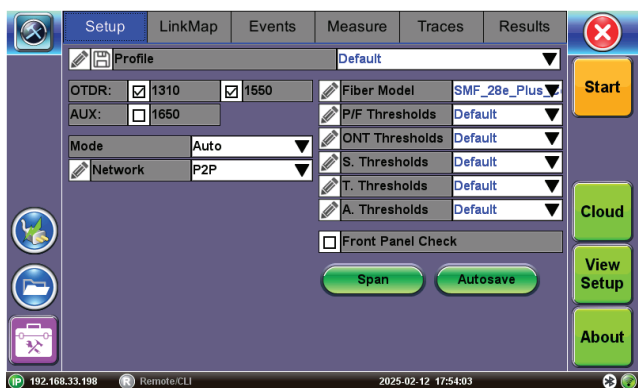 Setup LinkMap Events Measure Traces Results
Profile Default
Start
OTDR: 1310 1550
AUX: 1650
Mode Auto
Network P2P
Fiber Model SMF_28e_Plus_
P/F Thresholds Default
ONT Thresholds Default
S. Thresholds Default
T. Thresholds Default
A. Thresholds Default
Front Panel Check
Span Autosave
Cloud
View
Setup
About
IP 192.168.33.198 R Remote/CLI 2025-02-12 17:54:03